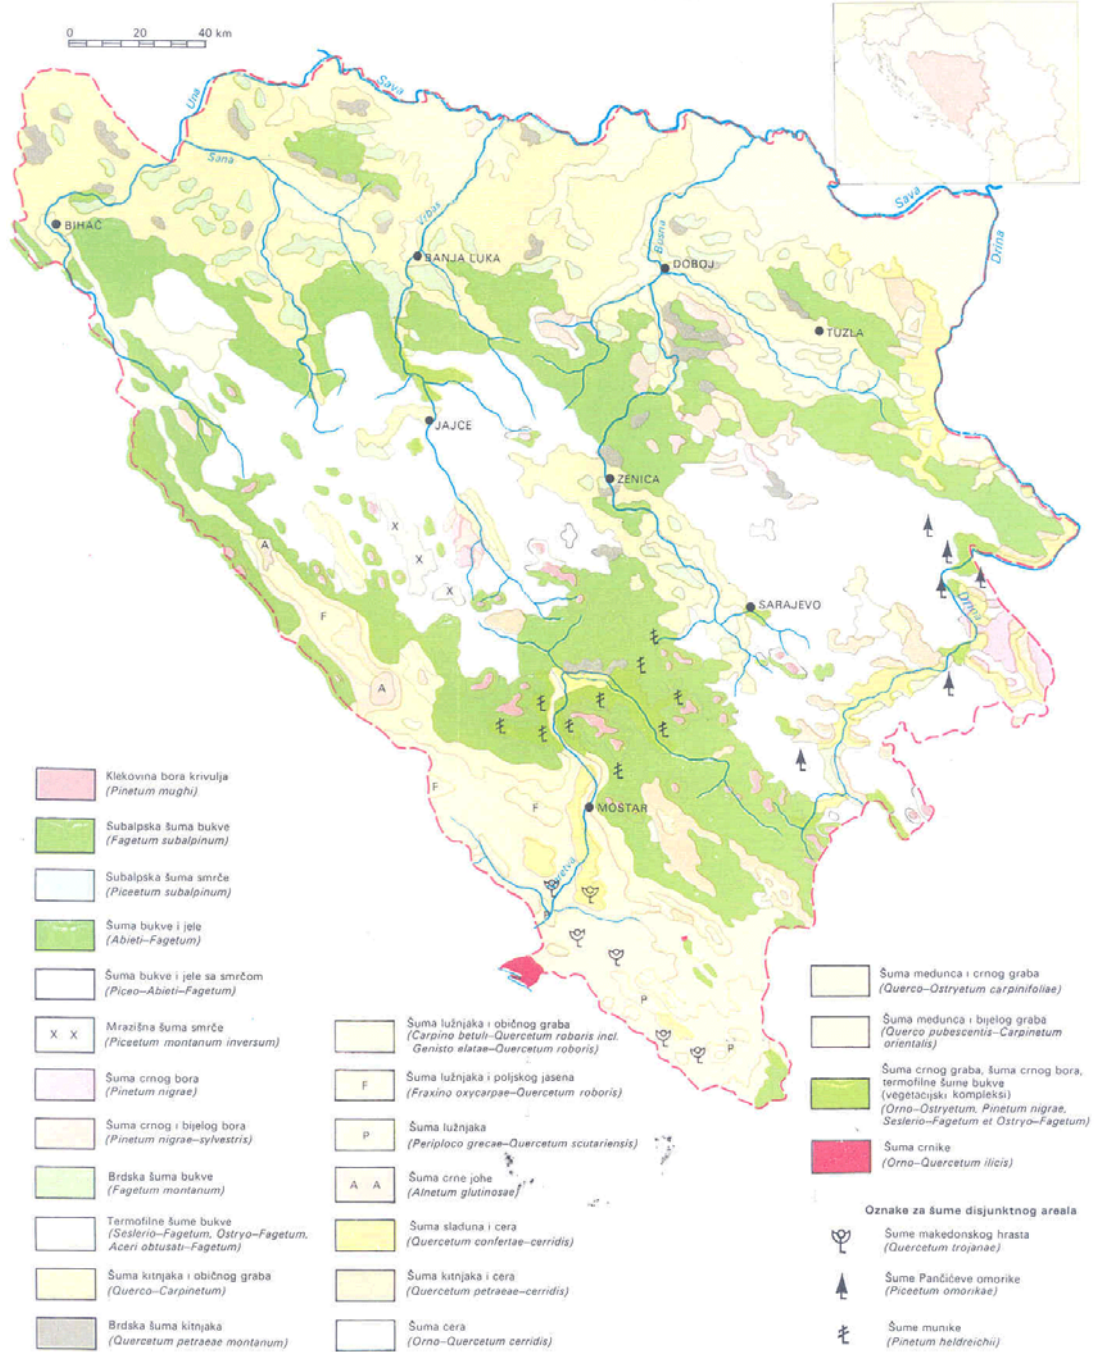 0 20 40 km
Una
Sava
Sana
Vrbas
Bosna
Sava
Drina
BIHAĆ
BANJA LUKA
DOBOJ
TUZLA
JAJCE
ZENICA
SARAJEVO
Drina
MOSTAR
A
F
A
F
F
X
X
X
P
P
P
Klekovina bora krivulja
(Pinetum mughi)
Subalpska šuma bukve
(Fagetum subalpinum)
Subalpska šuma smrče
(Piceetum subalpinum)
Šuma bukve i jele
(Abieti–Fagetum)
Šuma bukve i jele sa smrčom
(Piceo–Abieti–Fagetum)
X X Mrazišna šuma smrče
(Piceetum montanum inversum)
Šuma crnog bora
(Pinetum nigrae)
Šuma crnog i bijelog bora
(Pinetum nigrae–sylvestris)
Brdska šuma bukve
(Fagetum montanum)
Termofilne šume bukve
(Seslerio–Fagetum, Ostryo–Fagetum,
Aceri obtusati–Fagetum)
Šuma kitnjaka i običnog graba
(Querco–Carpinetum)
Brdska šuma kitnjaka
(Quercetum petraeae montanum)
Šuma lužnjaka i običnog graba
(Carpino betuli–Quercetum roboris incl.
Genisto elatae–Quercetum roboris)
F Šuma lužnjaka i poljskog jasena
(Fraxino oxycarpae–Quercetum roboris)
P Šuma lužnjaka
(Periploco grecae–Quercetum scutariensis)
A A Šuma crne johe
(Alnetum glutinosae)
Šuma sladuna i cera
(Quercetum confertae–cerridis)
Šuma kitnjaka i cera
(Quercetum petraeae–cerridis)
Šuma cera
(Orno–Quercetum cerridis)
Šuma medunca i crnog graba
(Querco–Ostryetum carpinifoliae)
Šuma medunca i bijelog graba
(Querco pubescentis–Carpinetum
orientalis)
Šuma crnog graba, šuma crnog bora,
termofilne šume bukve
(vegetacijski kompleksi)
(Orno–Ostryetum, Pinetum nigrae,
Seslerio–Fagetum et Ostryo–Fagetum)
Šuma crnike
(Orno–Quercetum ilicis)
Oznake za šume disjunktnog areala
Šume makedonskog hrasta
(Quercetum trojanae)
Šume Pančićeve omorike
(Piceetum omorikae)
Šume munike
(Pinetum heldreichii)